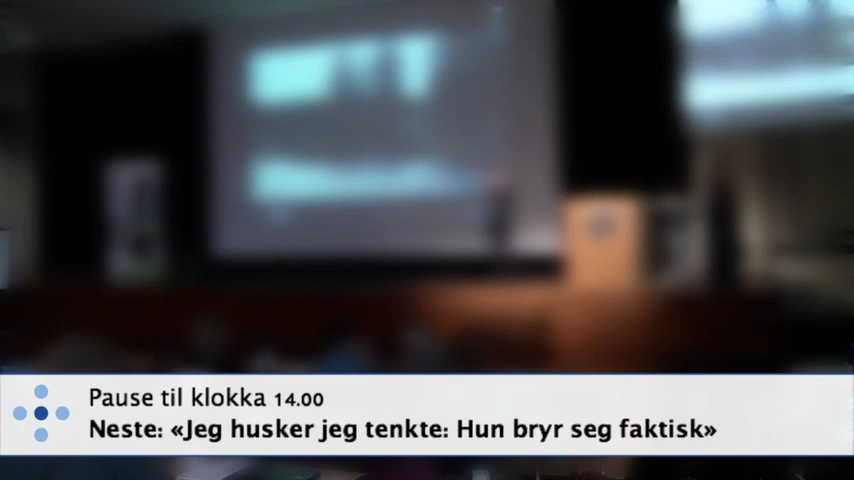 Pause til klokka 14.00
Neste: «Jeg husker jeg tenkte: Hun bryr seg faktisk»